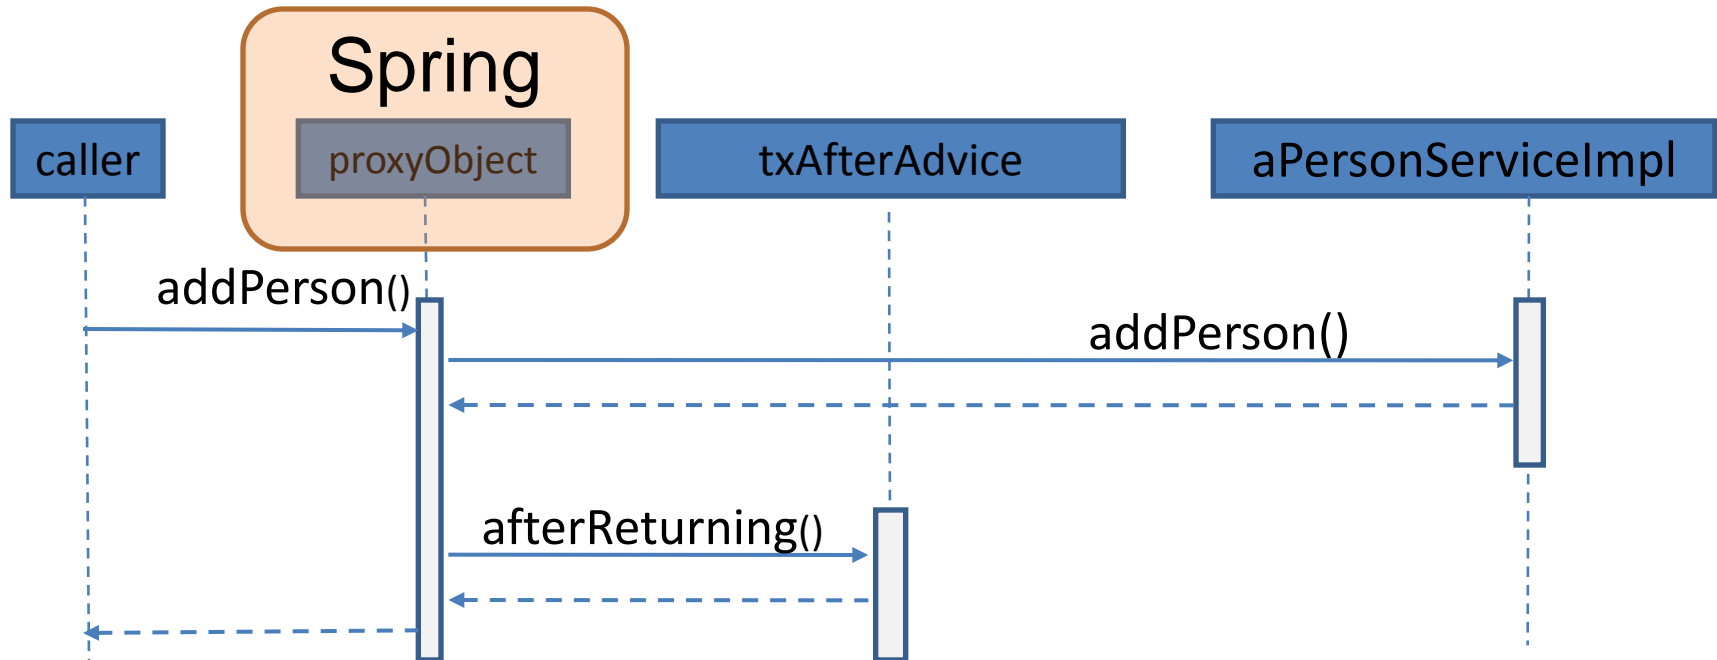 Spring
caller
proxyObject
txAfterAdvice
aPersonServiceImpl
addPerson()
addPerson()
afterReturning()